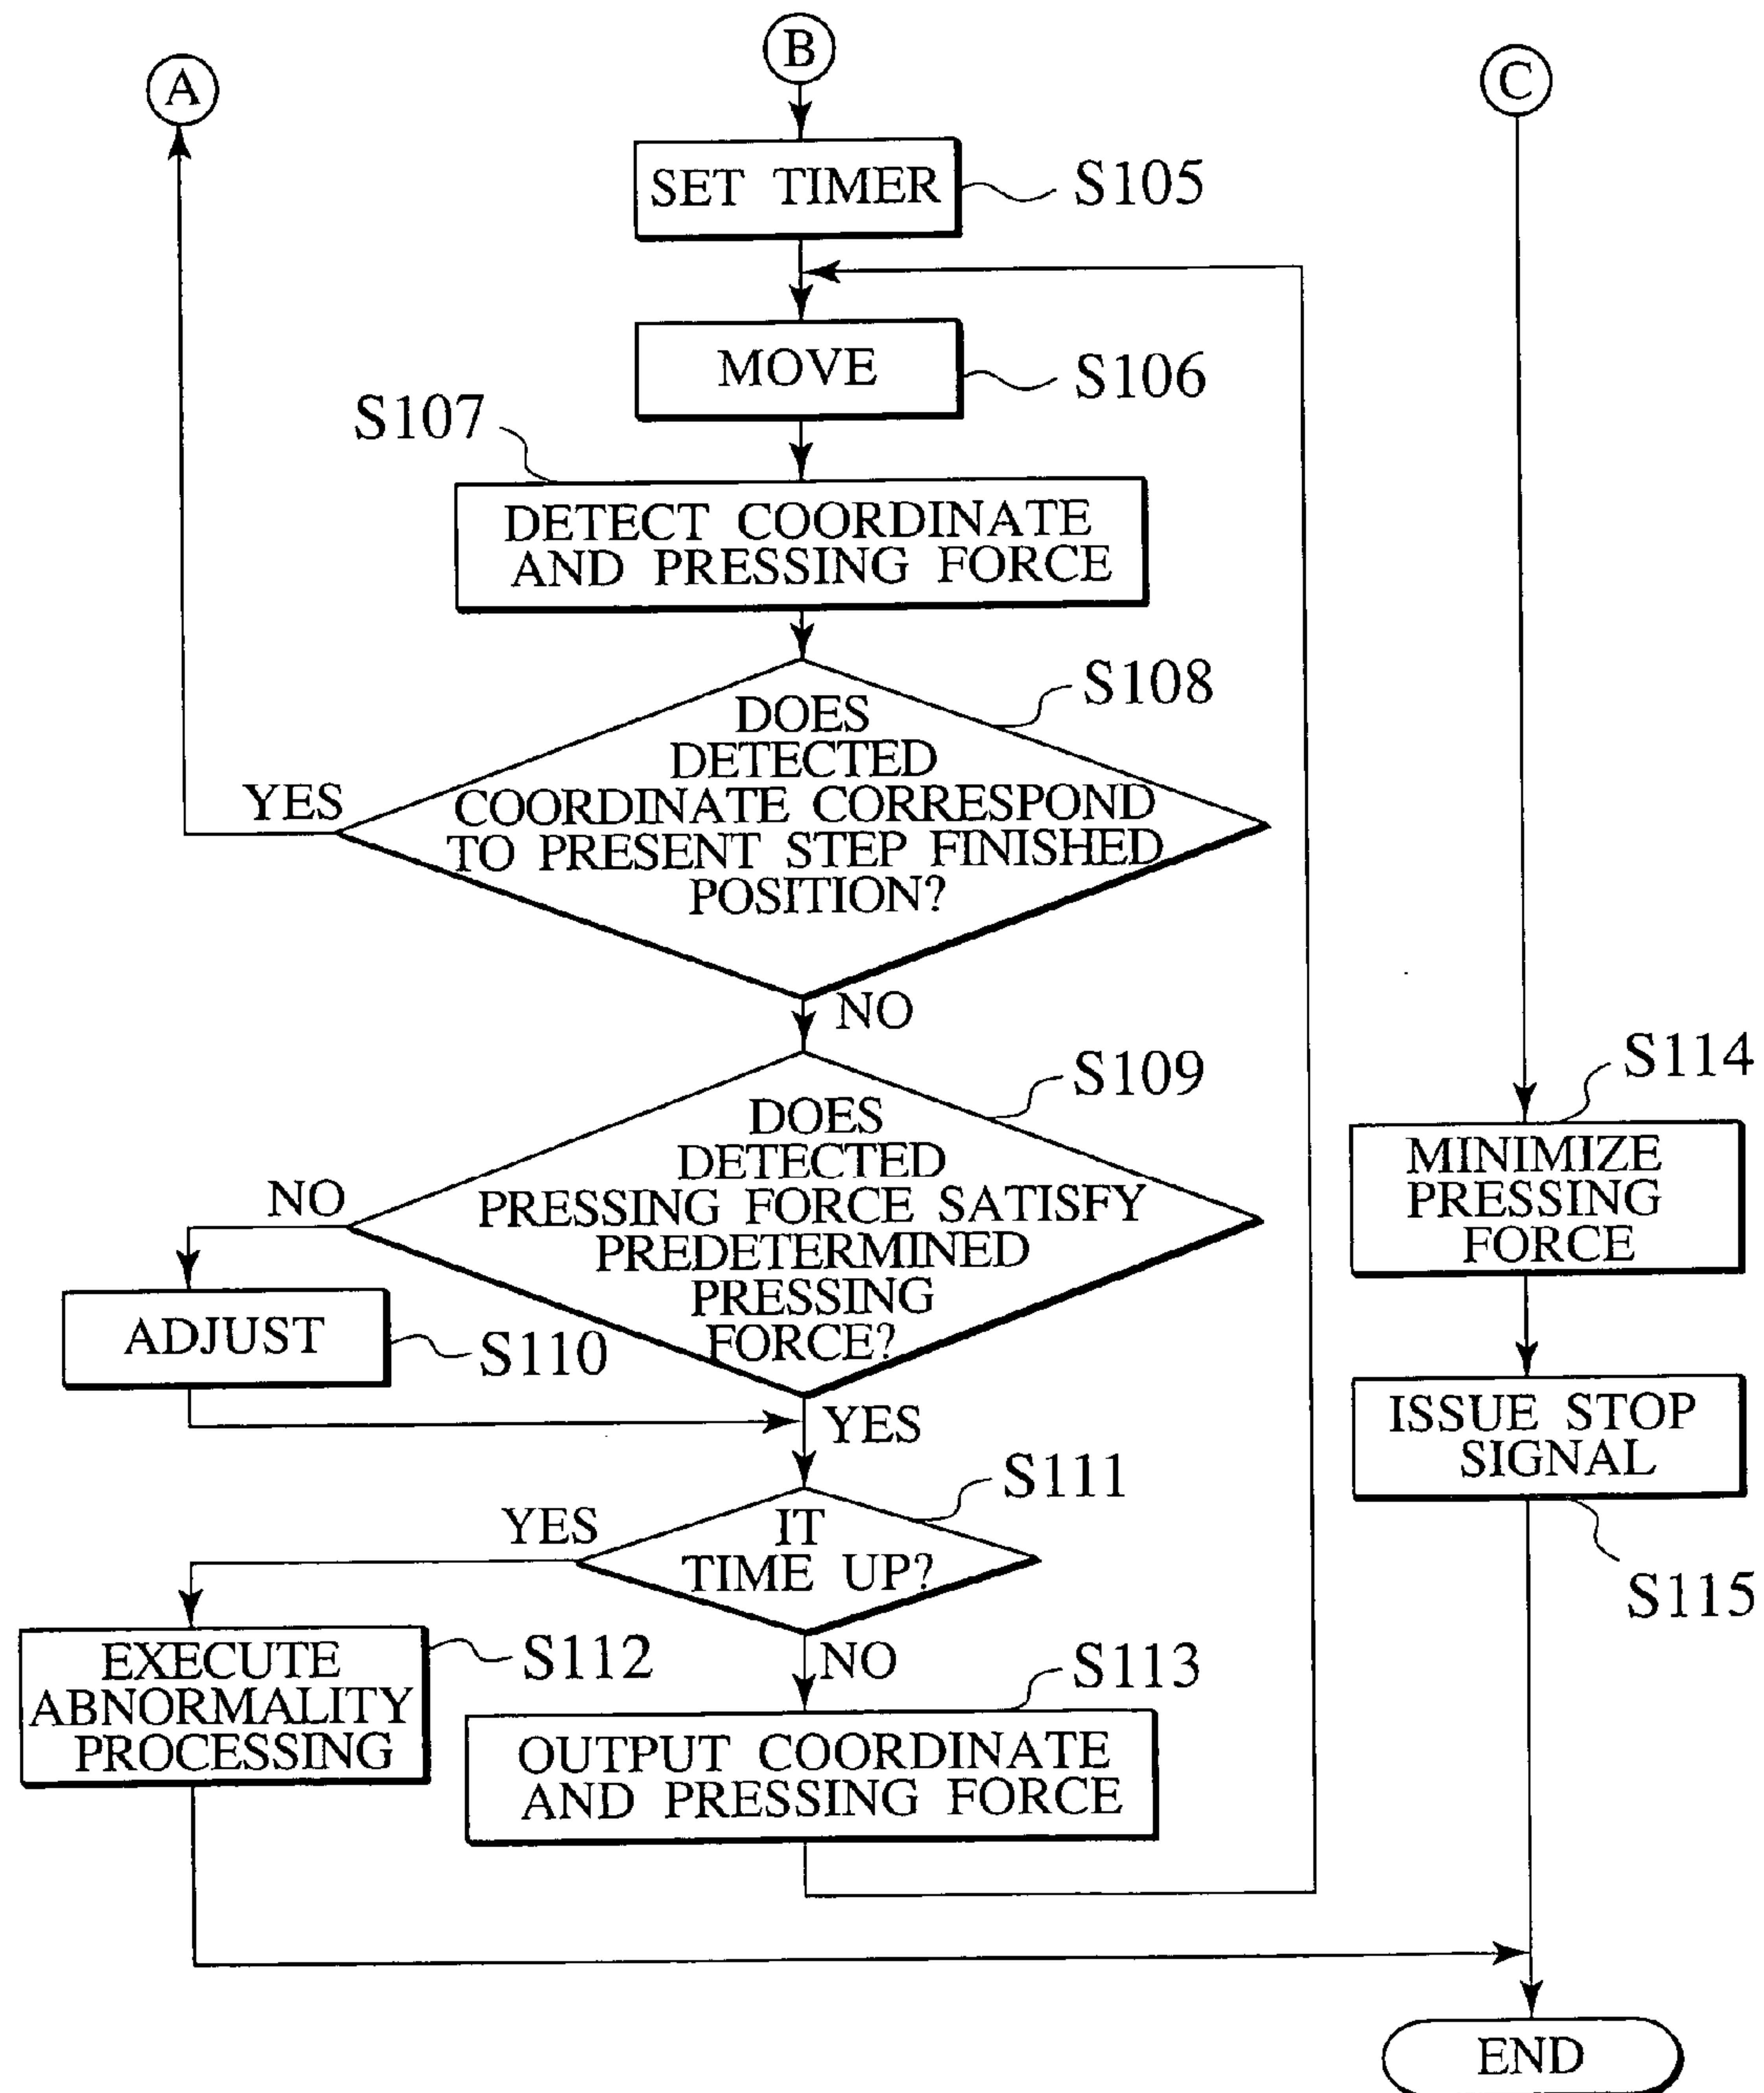 B
A
C
SET TIMER
S105
MOVE
S106
S107
DETECT COORDINATE
AND PRESSING FORCE
S108
DOES
DETECTED
COORDINATE CORRESPOND
TO PRESENT STEP FINISHED
POSITION?
YES
NO
S109
DOES
DETECTED
PRESSING FORCE SATISFY
PREDETERMINED
PRESSING
FORCE?
NO
ADJUST
S110
YES
S111
IT
TIME UP?
YES
EXECUTE
ABNORMALITY
PROCESSING
S112
NO
S113
OUTPUT COORDINATE
AND PRESSING FORCE
S114
MINIMIZE
PRESSING
FORCE
ISSUE STOP
SIGNAL
S115
END